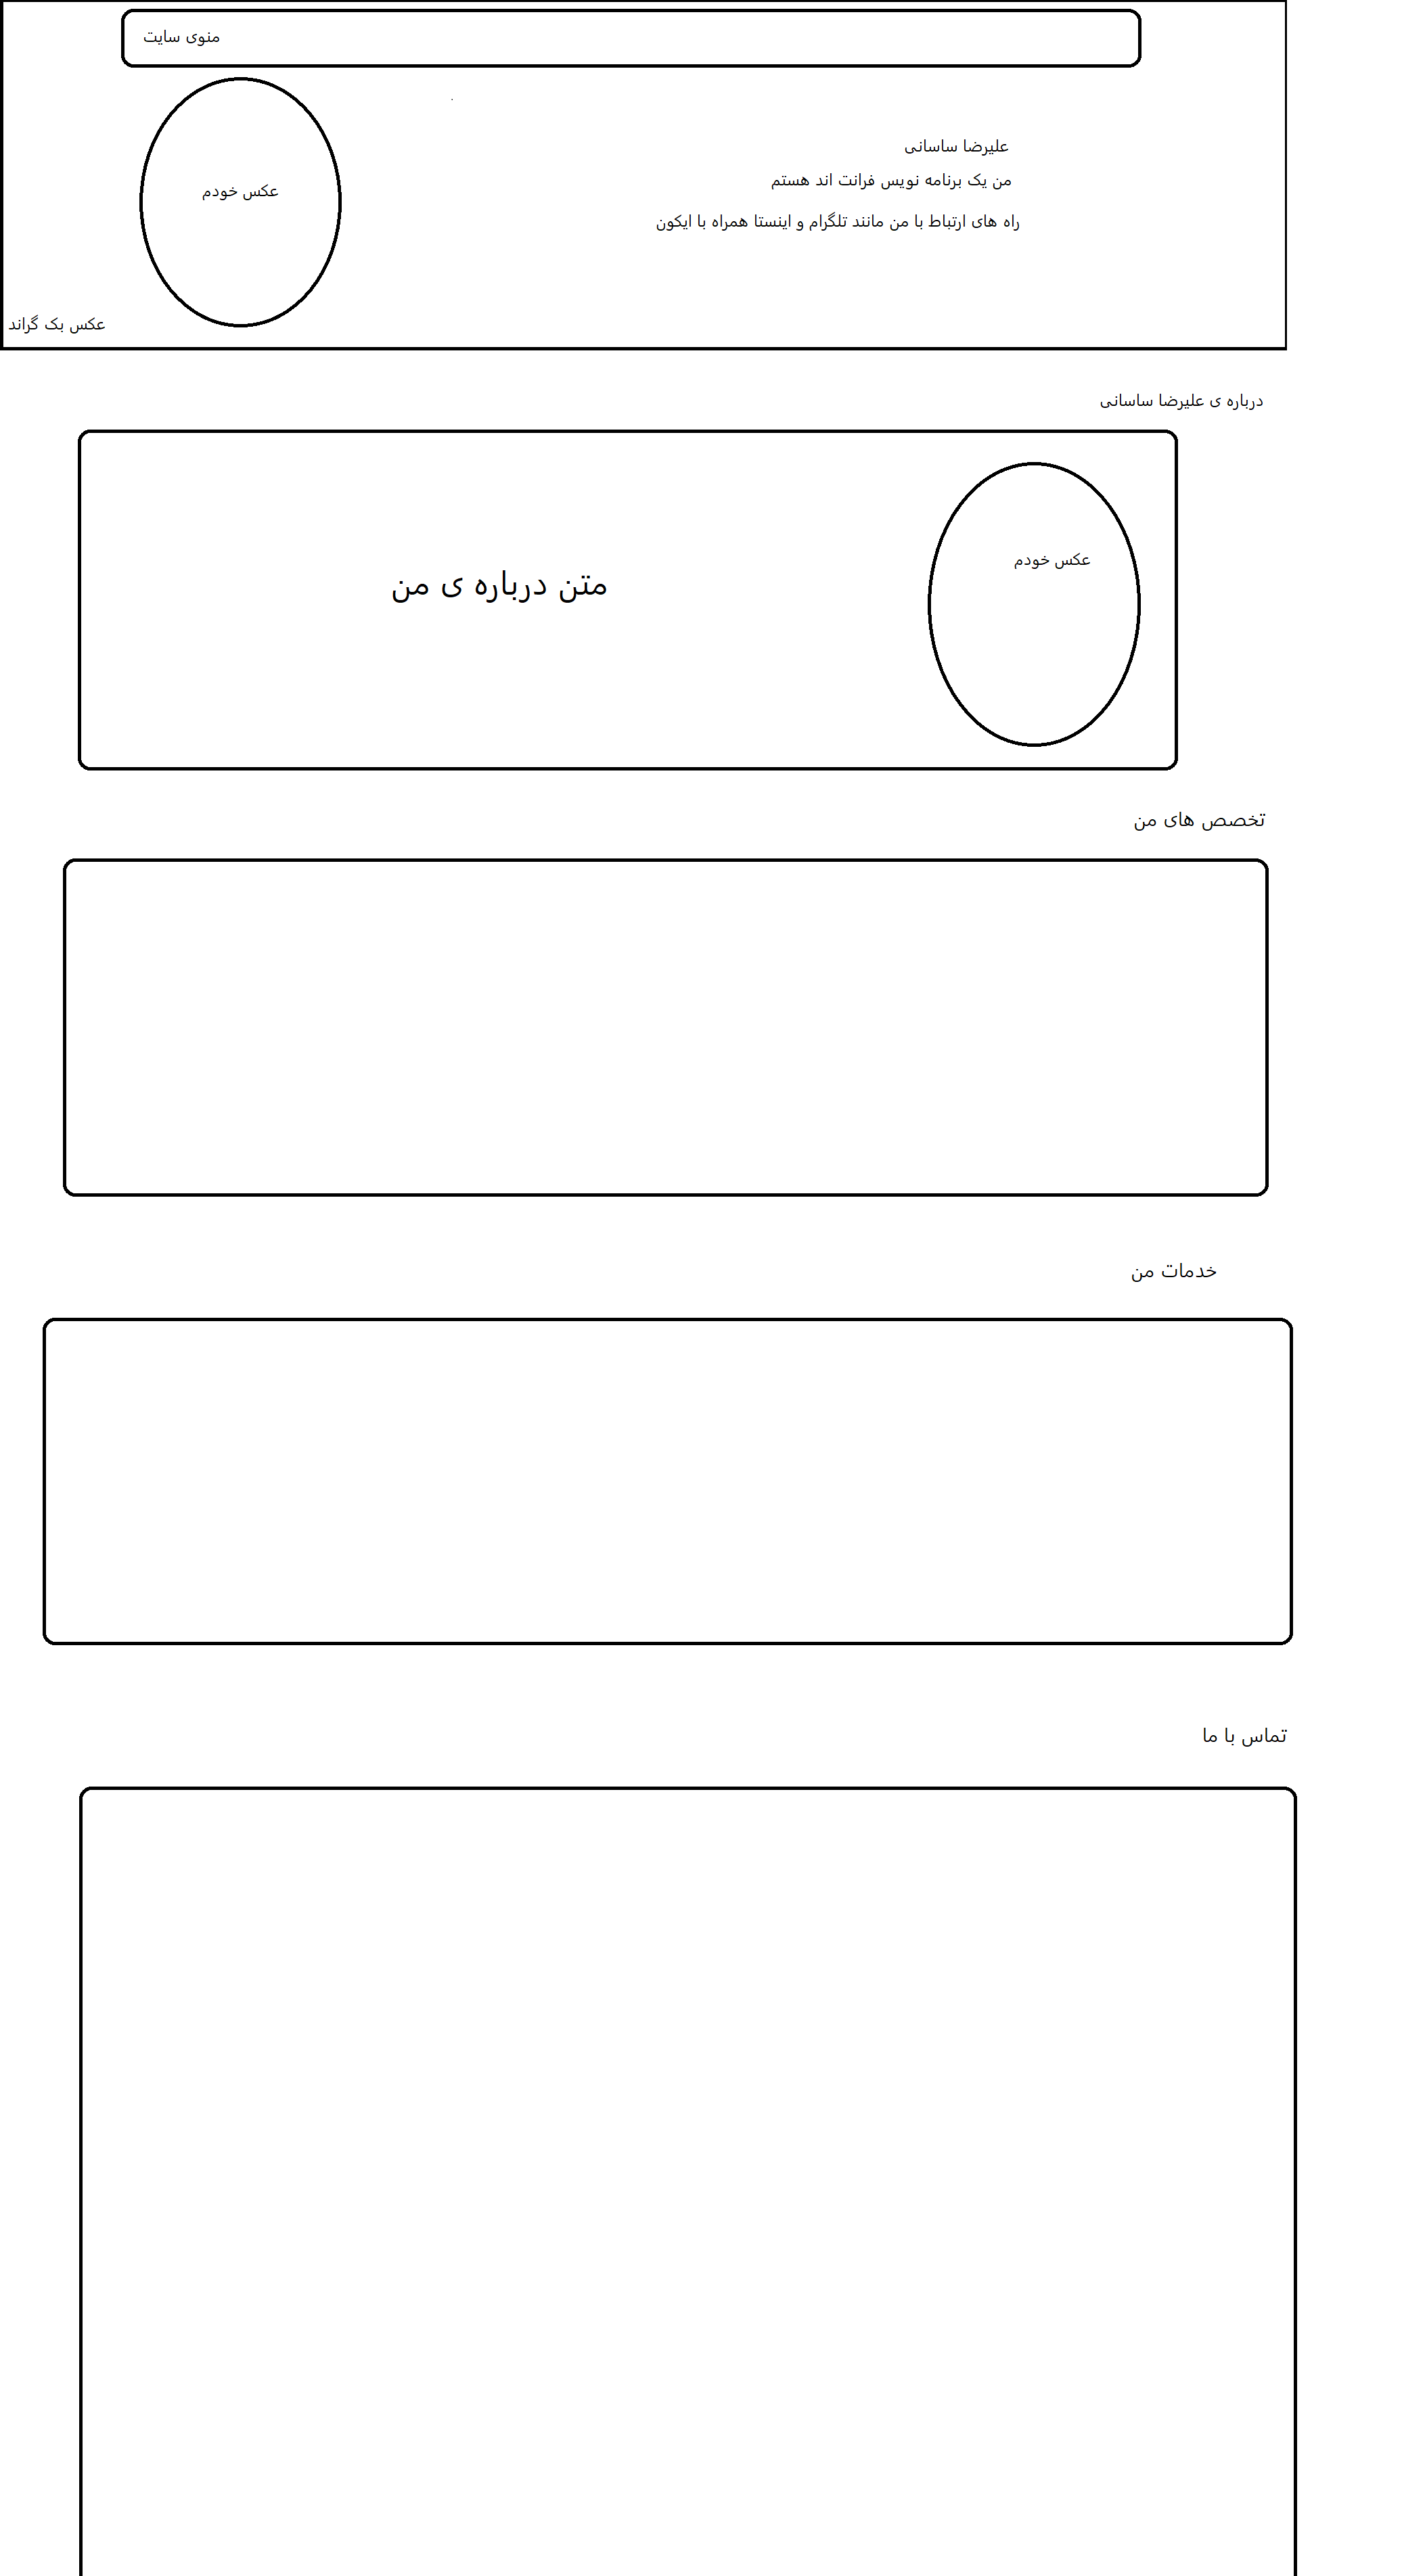 منوی سایت
علیرضا ساسانی
من یک برنامه نویس فرانت اند هستم
راه های ارتباط با من مانند تلگرام و اینستا همراه با ایکون
عکس خودم
عکس بک گراند
درباره ی علیرضا ساسانی
عکس خودم
متن درباره ی من
تخصص های من
خدمات من
تماس با ما